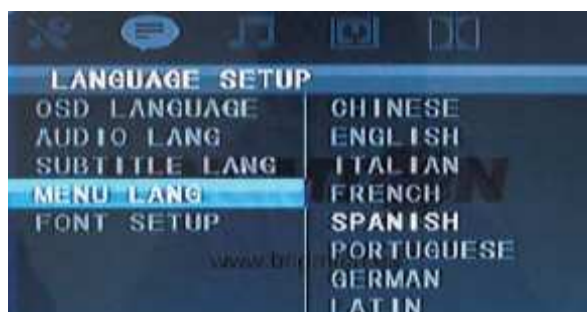 LANGUAGE SETUP
OSD LANGUAGE
AUDIO LANG
SUBTITLE LANG
MENU LANG
FONT SETUP
CHINESE
ENGLISH
ITALIAN
FRENCH
SPANISH
PORTUGUESE
GERMAN
LATIN